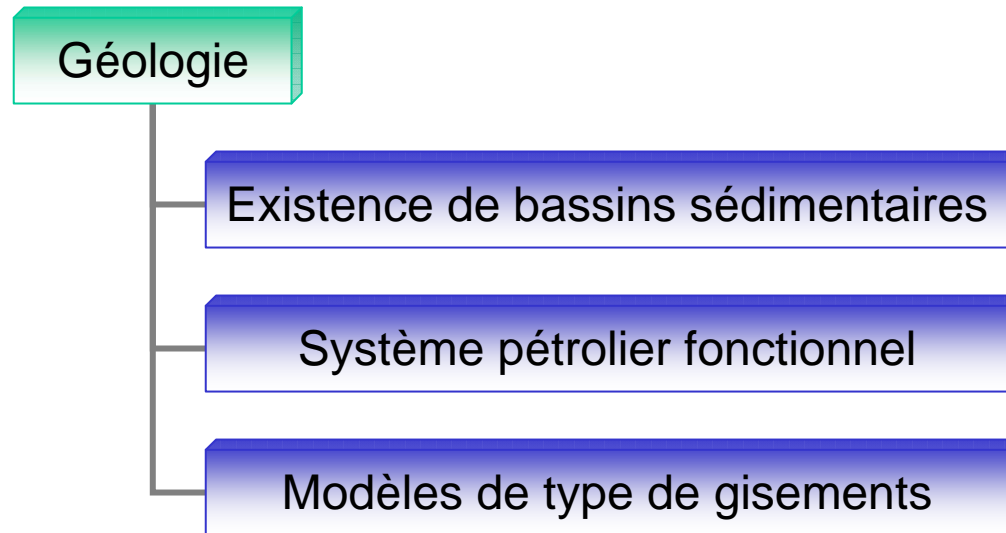 Géologie
Existence de bassins sédimentaires
Système pétrolier fonctionnel
Modèles de type de gisements